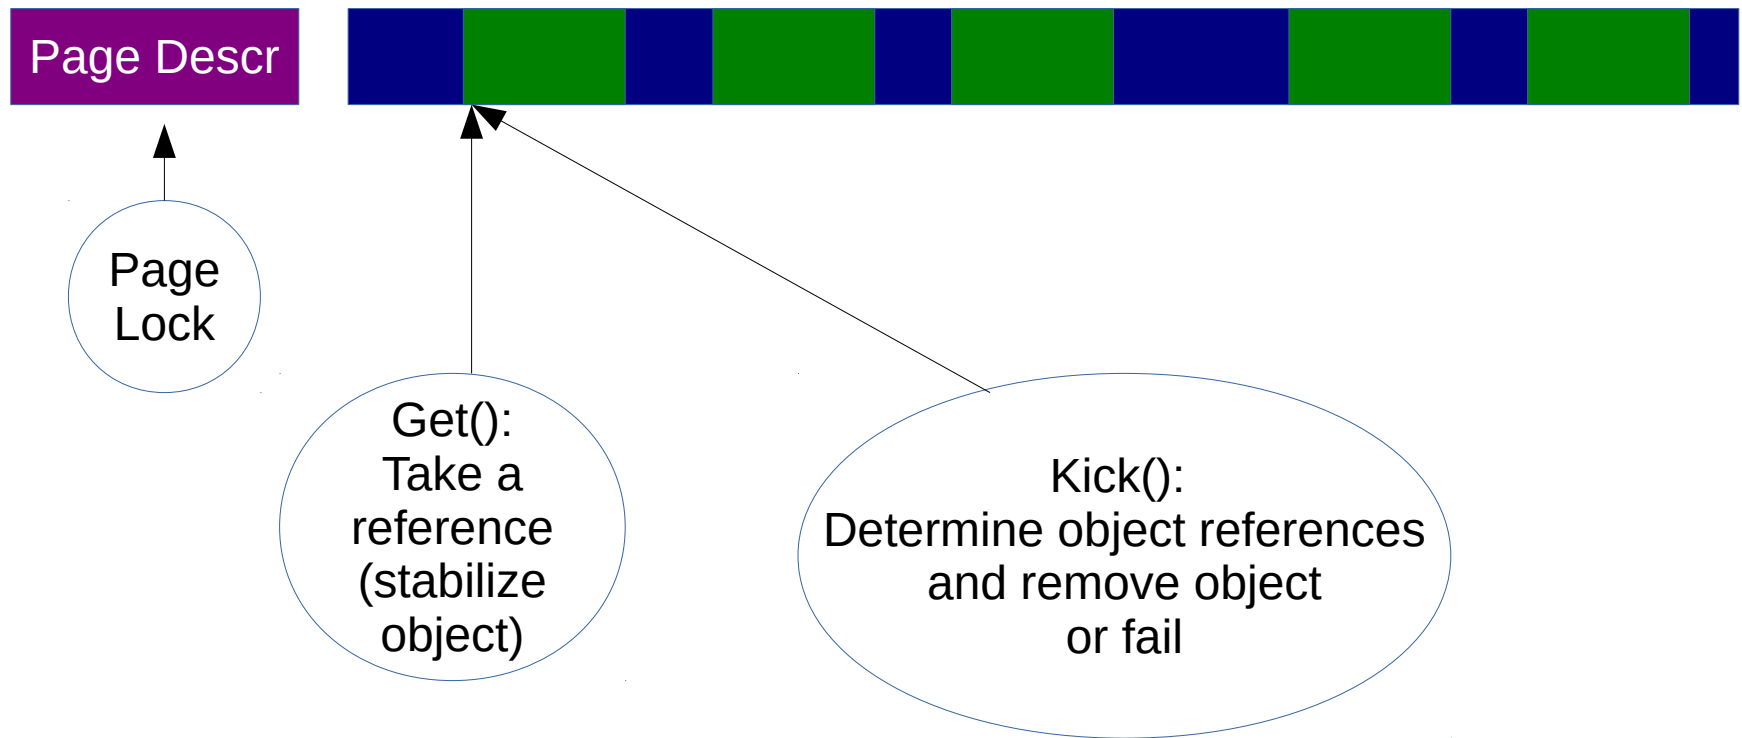 Page Descr
Page
Lock
Get():
Take a
reference
(stabilize
object)
Kick():
Determine object references
and remove object
or fail